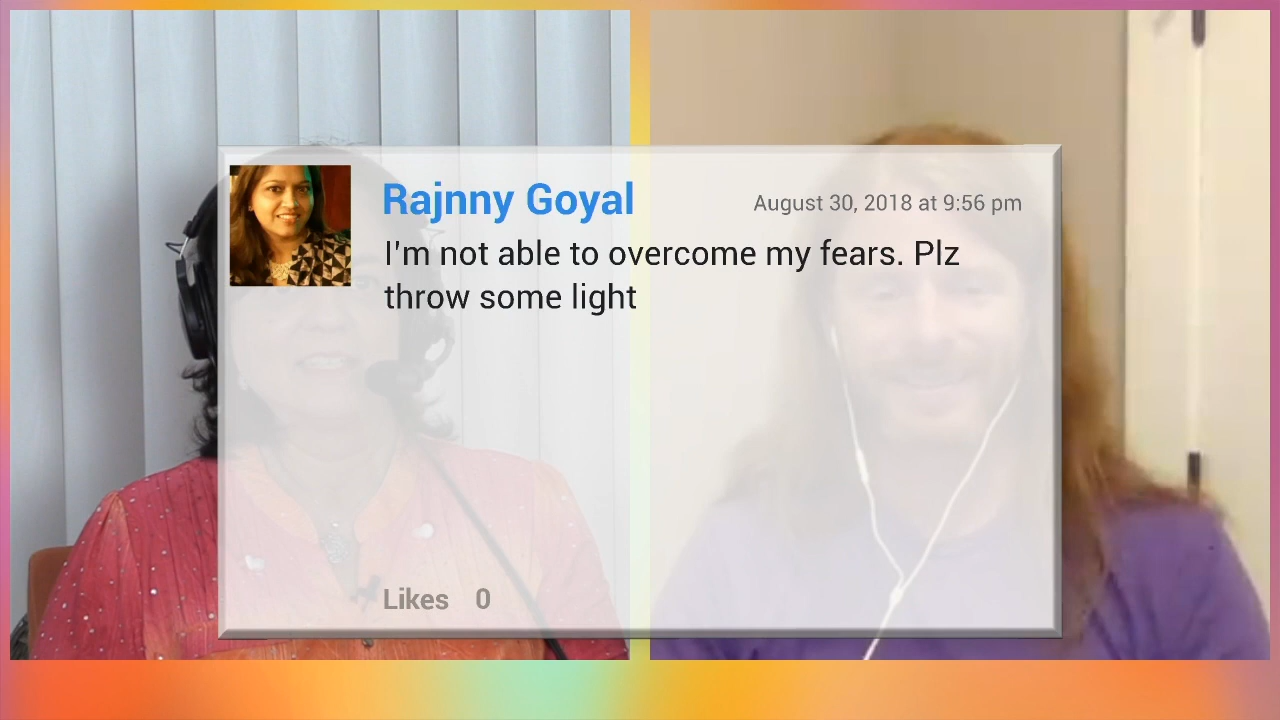 Rajnny Goyal
August 30, 2018 at 9:56 pm
I'm not able to overcome my fears. Plz
throw some light
Likes 0